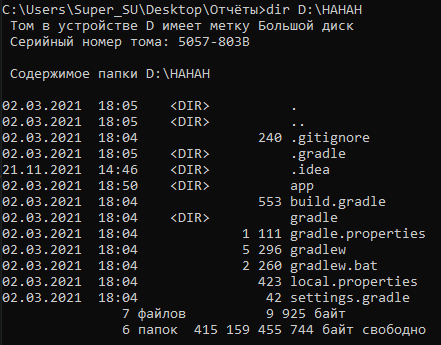 C:\Users\Super_SU\Desktop\Отчёты>dir D:\HAHAH
Том в устройстве D имеет метку Большой диск
Серийный номер тома: 5057-803B
Содержимое папки D:\HAHAH
02.03.2021 18:05 <DIR> .
02.03.2021 18:05 <DIR> ..
02.03.2021 18:04 240 .gitignore
02.03.2021 18:05 <DIR> .gradle
21.11.2021 14:46 <DIR> .idea
02.03.2021 18:50 <DIR> app
02.03.2021 18:04 553 build.gradle
02.03.2021 18:04 <DIR> gradle
02.03.2021 18:04 1 111 gradle.properties
02.03.2021 18:04 5 296 gradlew
02.03.2021 18:04 2 260 gradlew.bat
02.03.2021 18:04 423 local.properties
02.03.2021 18:04 42 settings.gradle
7 файлов 9 925 байт
6 папок 415 159 455 744 байт свободно